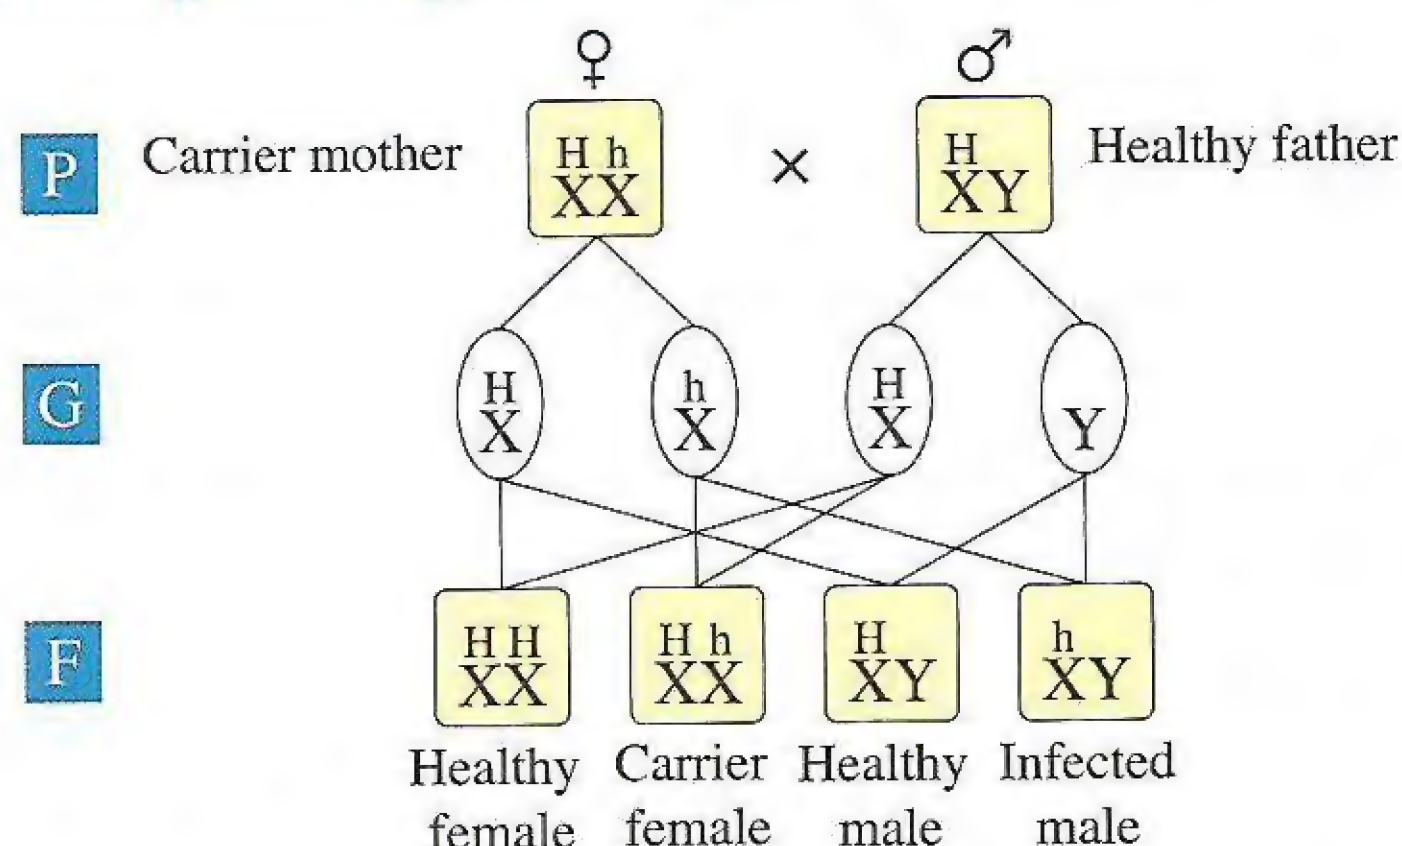 ♀ ♂
P Carrier mother H h × H Healthy father
XX XY
G H h H
X X X Y
F H H H h H h
XX XX XY XY
Healthy Carrier Healthy Infected
female female male male